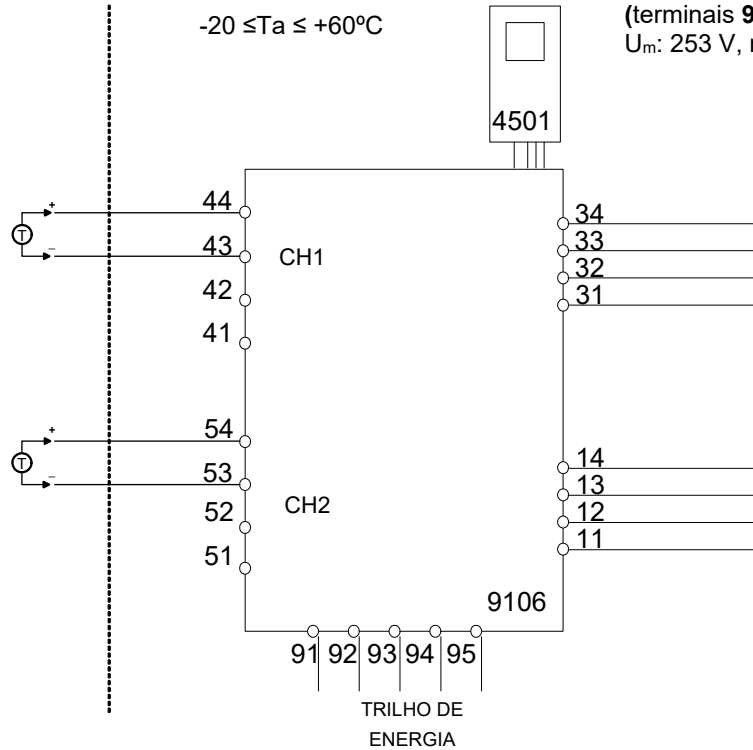 -20 ≤Ta ≤ +60ºC
(terminais 9
Um: 253 V,
4501
44
+
T
43
−
CH1
42
41
34
33
32
31
54
+
T
53
−
CH2
52
51
14
13
12
11
9106
91 92 93 94 95
TRILHO DE
ENERGIA